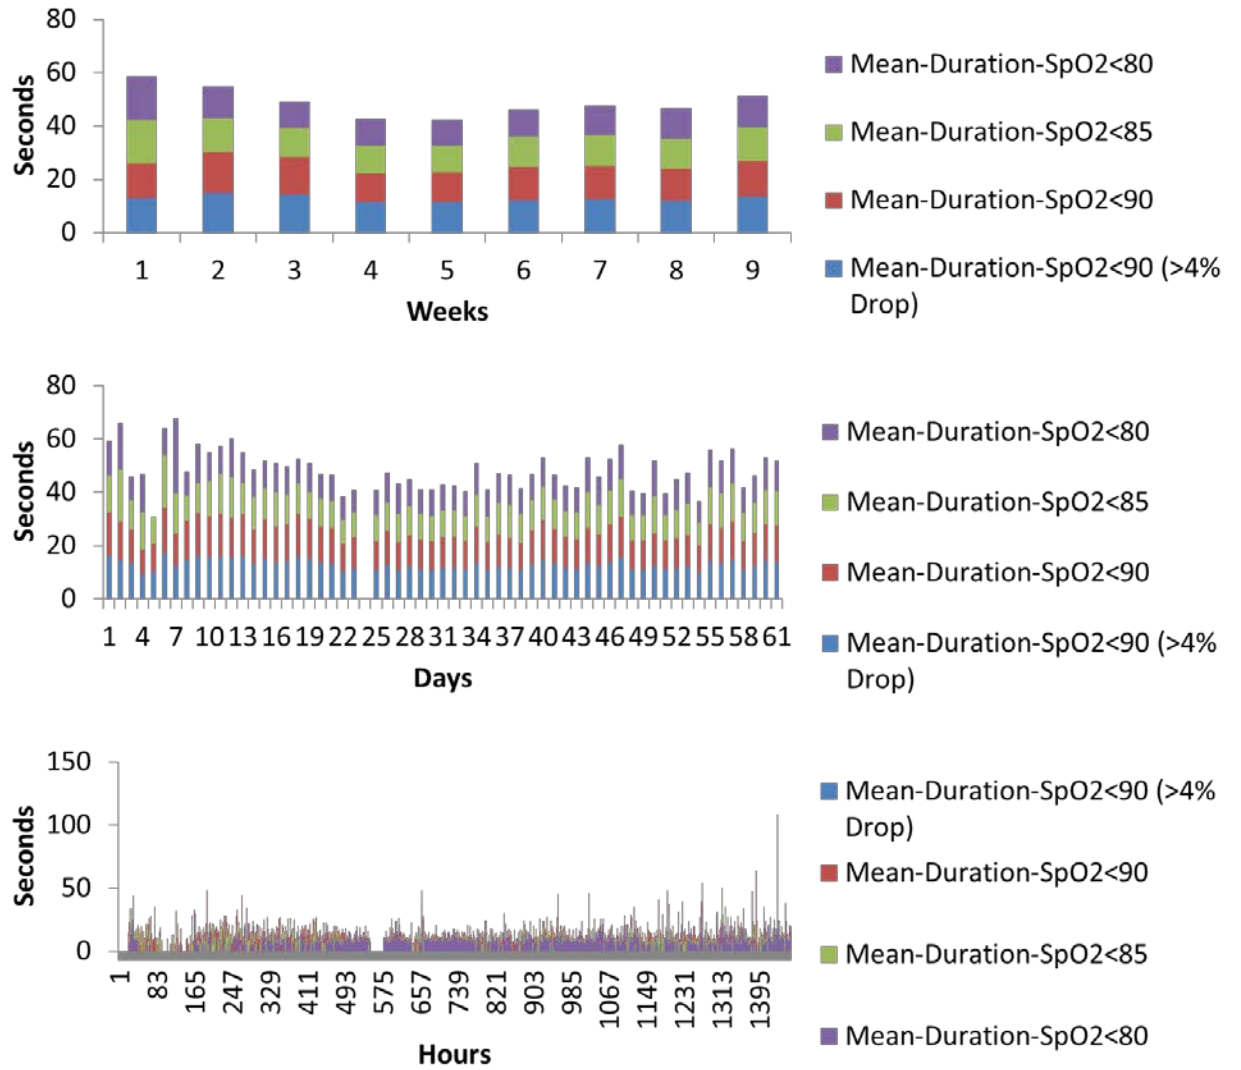 80
60
40
20
0
Seconds
1 2 3 4 5 6 7 8 9
Weeks
Mean-Duration-SpO2<80
Mean-Duration-SpO2<85
Mean-Duration-SpO2<90
Mean-Duration-SpO2<90 (>4%
Drop)
80
60
40
20
0
Seconds
1 4 7 10 13 16 19 22 25 28 31 34 37 40 43 46 49 52 55 58 61
Days
Mean-Duration-SpO2<80
Mean-Duration-SpO2<85
Mean-Duration-SpO2<90
Mean-Duration-SpO2<90 (>4%
Drop)
150
100
50
0
Seconds
1 83 165 247 329 411 493 575 657 739 821 903 985 1067 1149 1231 1313 1395
Hours
Mean-Duration-SpO2<90 (>4%
Drop)
Mean-Duration-SpO2<90
Mean-Duration-SpO2<85
Mean-Duration-SpO2<80